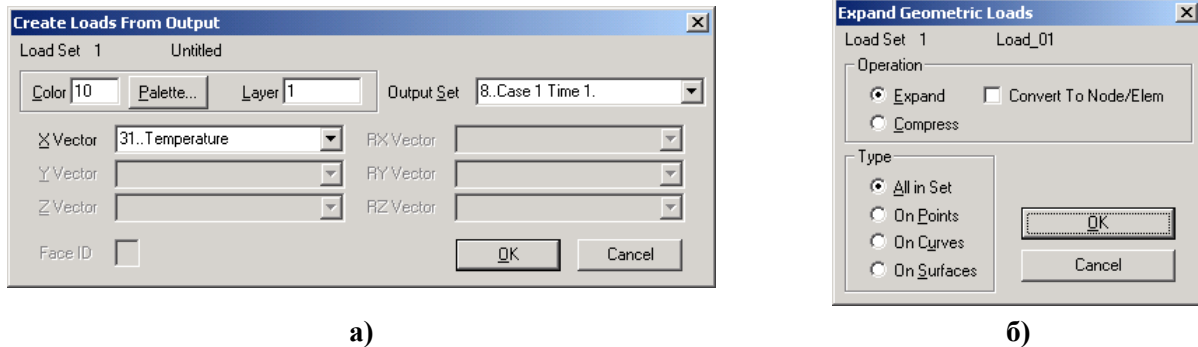 Create Loads From Output
Load Set 1 Untitled
Color 10 Palette... Layer 1 Output Set 8..Case 1 Time 1.
X Vector 31..Temperature RX Vector
Y Vector RY Vector
Z Vector RZ Vector
Face ID OK Cancel
а)
Expand Geometric Loads
Load Set 1 Load_01
Operation
Expand Convert To Node/Elem
Compress
Type
All in Set
On Points
On Curves
On Surfaces
OK
Cancel
б)